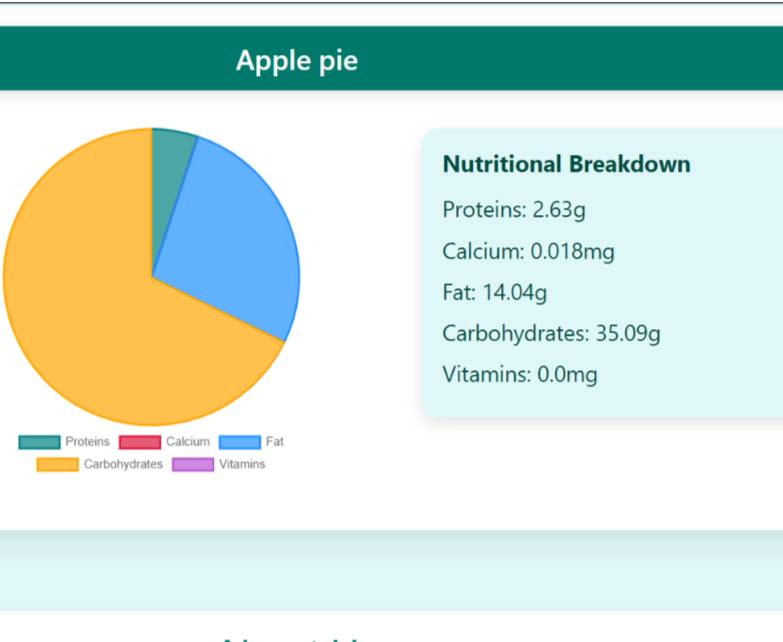 Apple pie
Nutritional Breakdown
Proteins: 2.63g
Calcium: 0.018mg
Fat: 14.04g
Carbohydrates: 35.09g
Vitamins: 0.0mg
Proteins Calcium Fat
Carbohydrates Vitamins